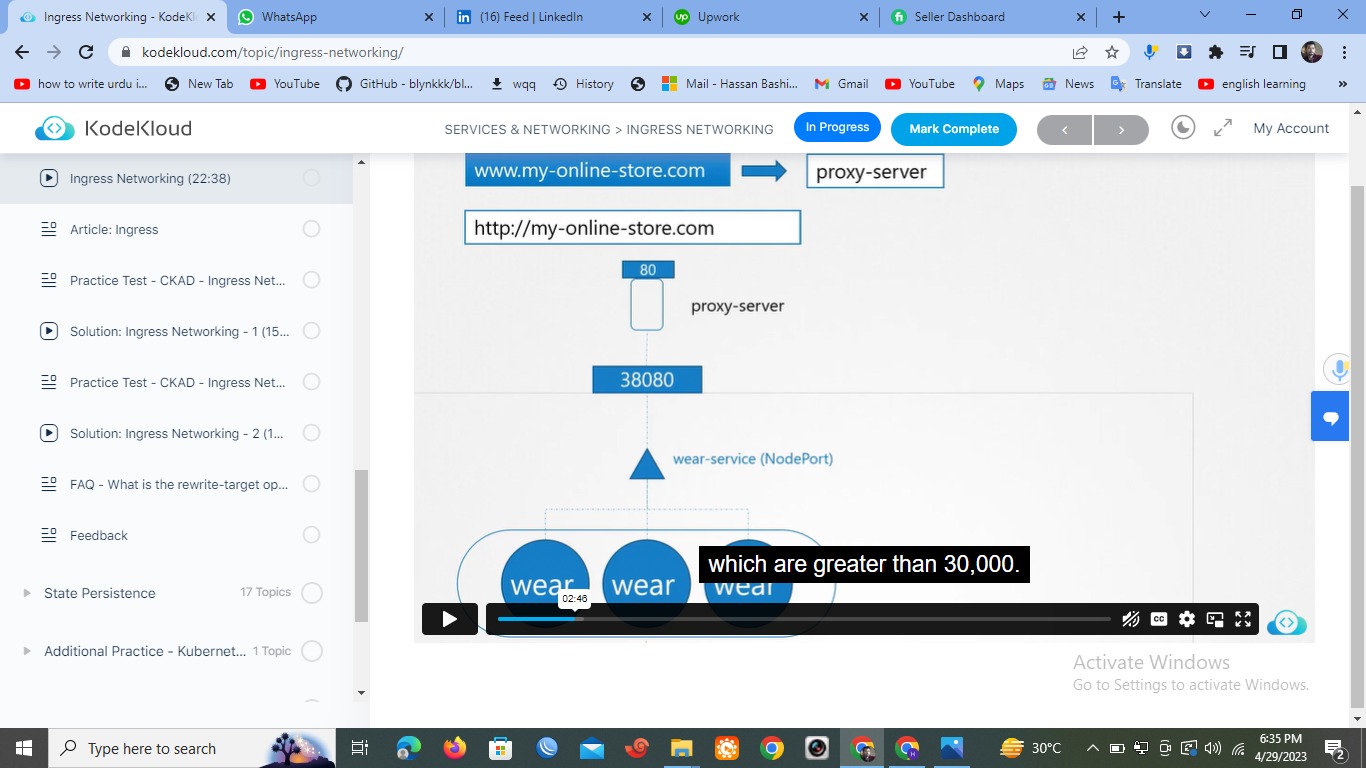 Ingress Networking - KodeKl
WhatsApp
(16) Feed | LinkedIn
Upwork
Seller Dashboard
kodekloud.com/topic/ingress-networking/
how to write urdu i...
New Tab
YouTube
GitHub - blynkkk/bl...
wqq
History
Mail - Hassan Bashi...
Gmail
YouTube
Maps
News
Translate
english learning
»
KodeKloud
SERVICES & NETWORKING > INGRESS NETWORKING
In Progress
Mark Complete
My Account
Ingress Networking (22:38)
Article: Ingress
Practice Test - CKAD - Ingress Net...
Solution: Ingress Networking - 1 (15...
Practice Test - CKAD - Ingress Net...
Solution: Ingress Networking - 2 (1...
FAQ - What is the rewrite-target op...
Feedback
State Persistence
17 Topics
Additional Practice - Kubernet...
1 Topic
www.my-online-store.com
proxy-server
http://my-online-store.com
80
proxy-server
38080
wear-service (NodePort)
wear
wear
wear
which are greater than 30,000.
02:46
CC
Activate Windows
Go to Settings to activate Windows.
Type here to search
30°C
6:35 PM
4/29/2023
2